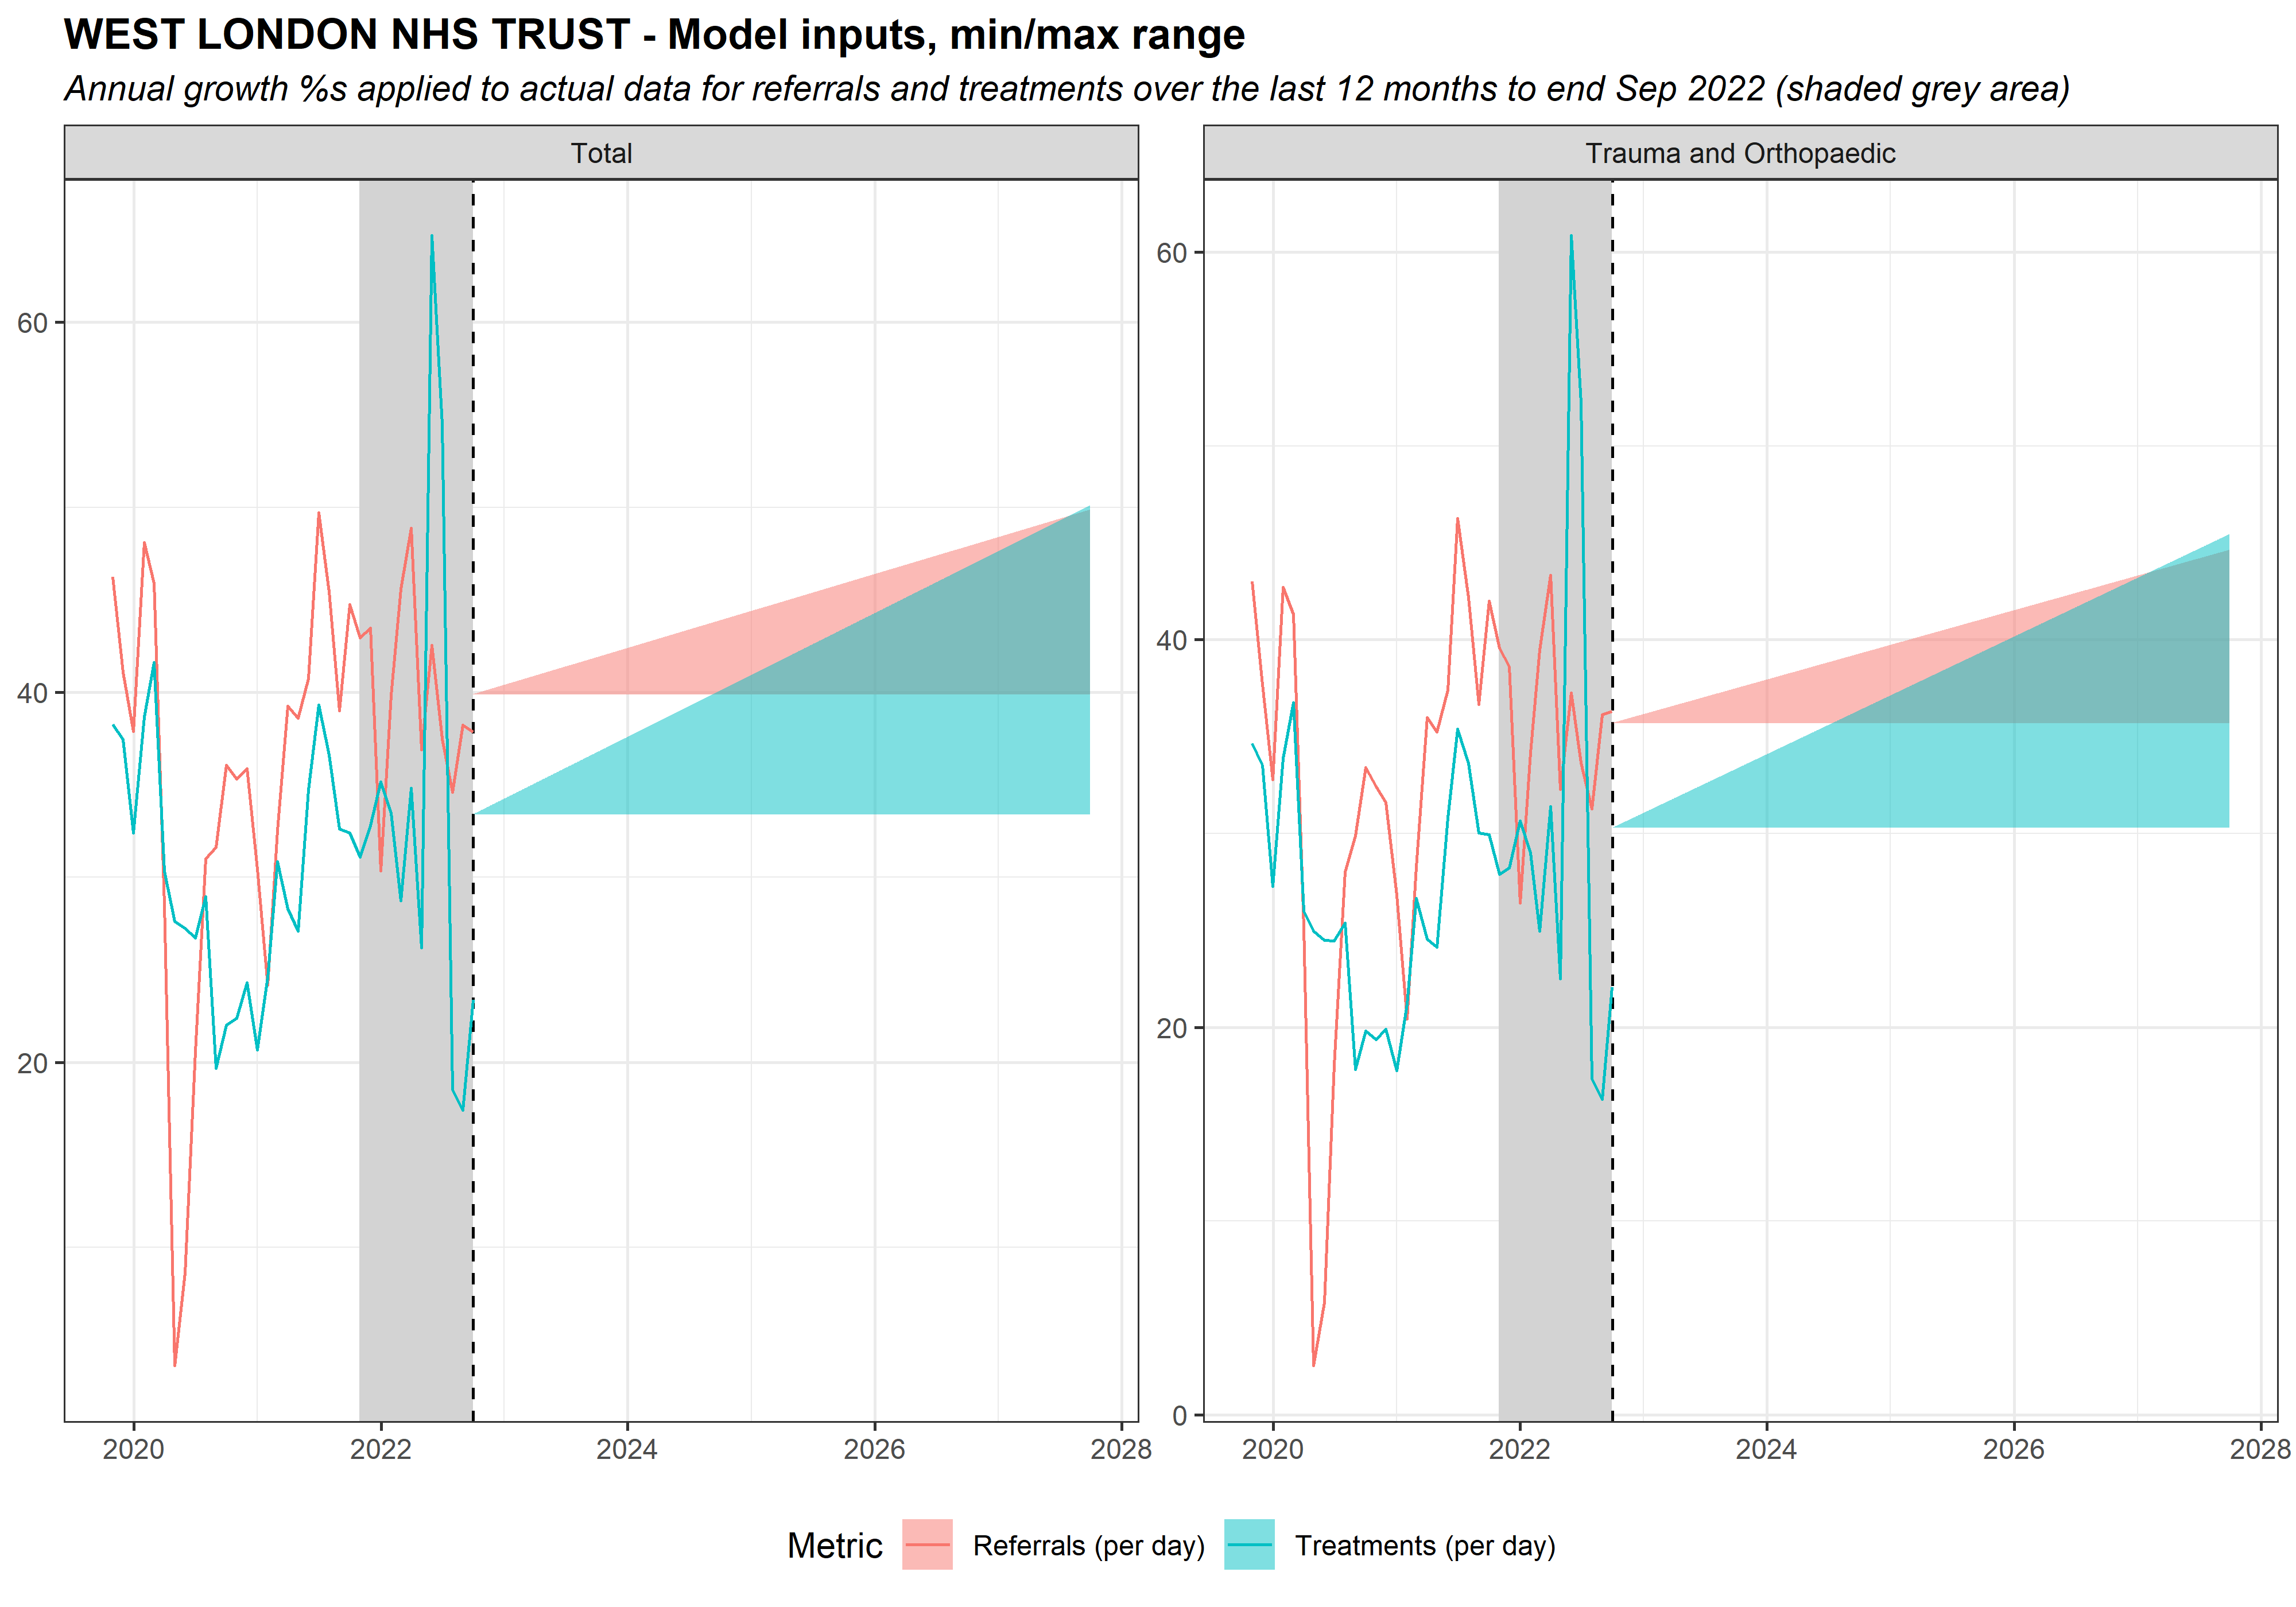 WEST LONDON NHS TRUST - Model inputs, min/max range
Annual growth %s applied to actual data for referrals and treatments over the last 12 months to end Sep 2022 (shaded grey area)
Total
60
40
20
2020 2022 2024 2026 2028
Trauma and Orthopaedic
60
40
20
0
2020 2022 2024 2026 2028
Metric Referrals (per day) Treatments (per day)